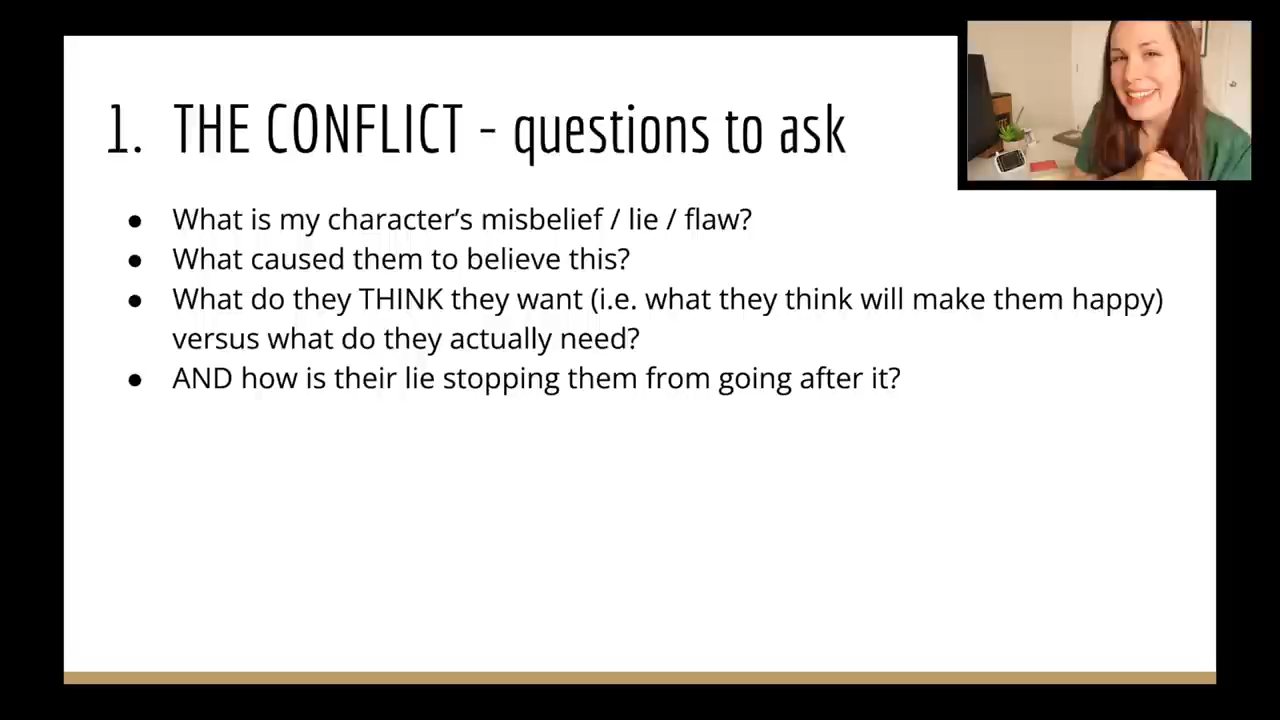 1. THE CONFLICT - questions to ask
● What is my character’s misbelief / lie / flaw?
● What caused them to believe this?
● What do they THINK they want (i.e. what they think will make them happy)
versus what do they actually need?
● AND how is their lie stopping them from going after it?